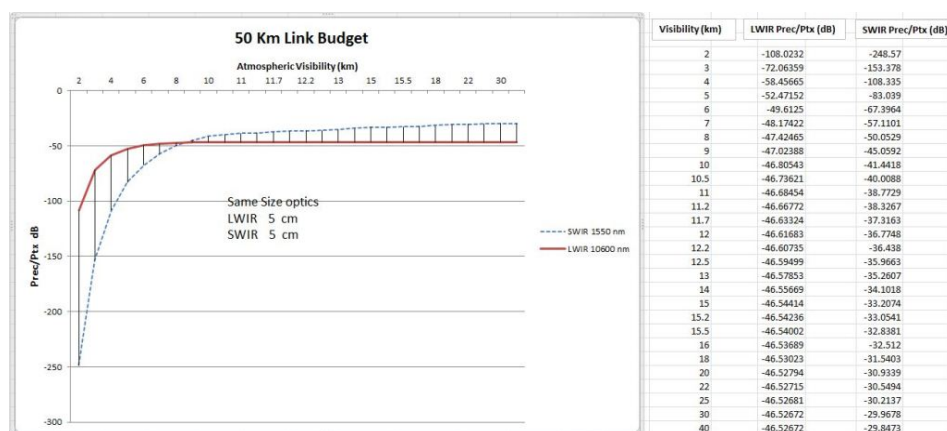 50 Km Link Budget
Atmospheric Visibility (km)
2 4 6 8 10 11 11.7 12.2 13 15 15.5 18 22 30
0
-50
-100
-150
-200
-250
-300
Prec/Ptx dB
Same Size optics
LWIR 5 cm
SWIR 5 cm
SWIR 1550 nm
LWIR 10600 nm
Visibility (km) LWIR Prec/Ptx (dB) SWIR Prec/Ptx (dB)
2 -108.0232 -248.57
3 -72.06359 -153.378
4 -58.45665 -108.335
5 -52.47152 -83.039
6 -49.6125 -67.3964
7 -48.17422 -57.1101
8 -47.42465 -50.0529
9 -47.02388 -45.0592
10 -46.80543 -41.4418
10.5 -46.73621 -40.0088
11 -46.68454 -38.7729
11.2 -46.66772 -38.3267
11.7 -46.63324 -37.3163
12 -46.61683 -36.7748
12.2 -46.60735 -36.438
12.5 -46.59499 -35.9663
13 -46.57853 -35.2607
14 -46.55669 -34.1018
15 -46.54414 -33.2074
15.2 -46.54236 -33.0541
15.5 -46.54002 -32.8381
16 -46.53689 -32.512
18 -46.53023 -31.5403
20 -46.52794 -30.9339
22 -46.52715 -30.5494
25 -46.52681 -30.2137
30 -46.52672 -29.9678
40 -46.52672 -29.8473